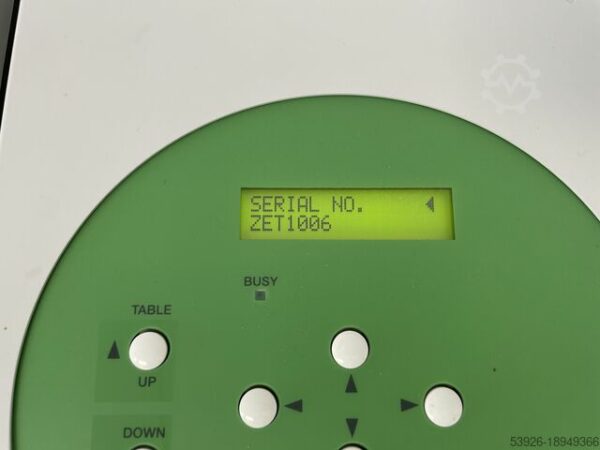 SERIAL NO.
ZET1006
BUSY
TABLE
UP
DOWN
53926-18949366